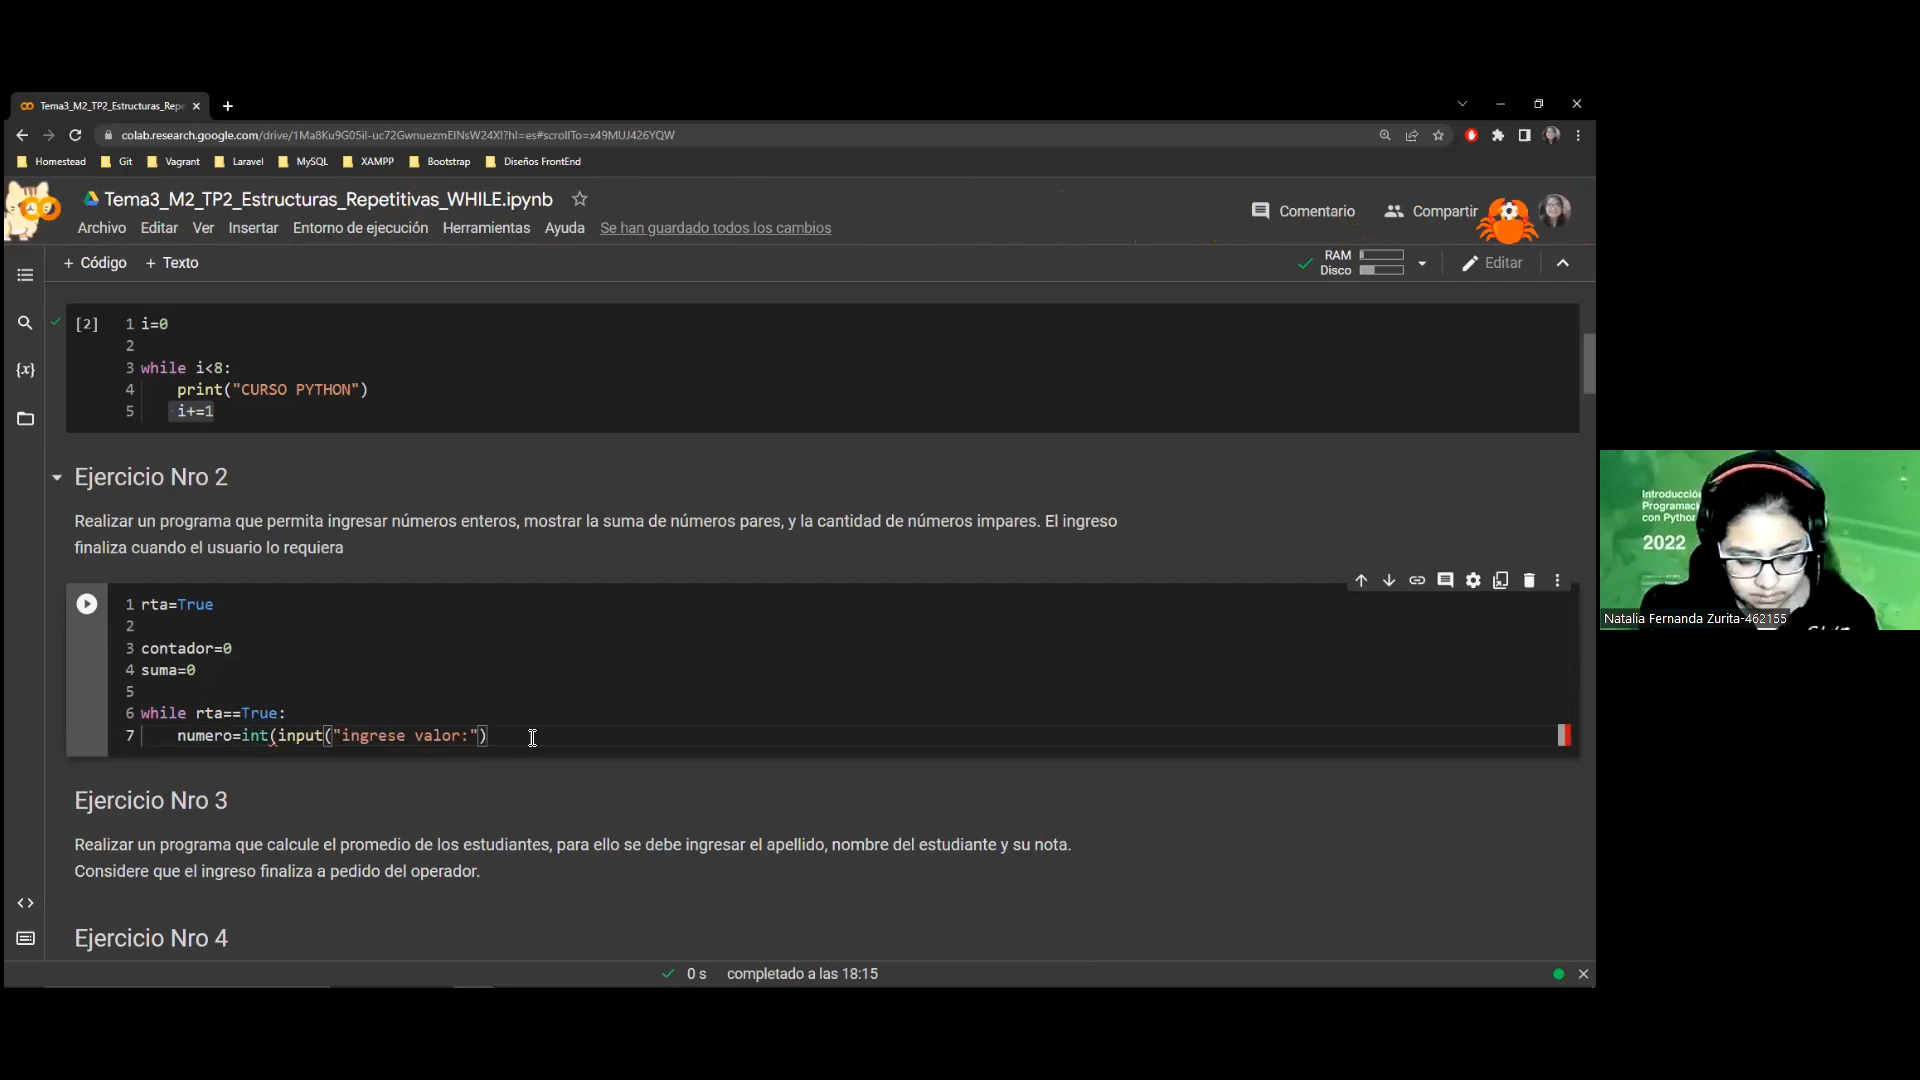 Tema3_M2_TP2_Estructuras_Rep
colab.research.google.com/drive/1Ma8Ku9G05il-uc72GwnuezmEINsW24XI?hl=es#scrollTo=x49MUJ426YQW
Homestead Git Vagrant Laravel MySQL XAMPP Bootstrap Diseños FrontEnd
Tema3_M2_TP2_Estructuras_Repetitivas_WHILE.ipynb
Comentario Compartir
Archivo Editar Ver Insertar Entorno de ejecución Herramientas Ayuda Se han guardado todos los cambios
+ Código + Texto
RAM
Disco
Editar
[2] 1 i=0
2
3 while i<8:
4 print("CURSO PYTHON")
5 i+=1
Ejercicio Nro 2
Realizar un programa que permita ingresar números enteros, mostrar la suma de números pares, y la cantidad de números impares. El ingreso
finaliza cuando el usuario lo requiera
1 rta=True
2
3 contador=0
4 suma=0
5
6 while rta==True:
7 numero=int(input("ingrese valor:")
Ejercicio Nro 3
Realizar un programa que calcule el promedio de los estudiantes, para ello se debe ingresar el apellido, nombre del estudiante y su nota.
Considere que el ingreso finaliza a pedido del operador.
Ejercicio Nro 4
0 s completado a las 18:15
Introducción
Programac
con Python
2022
Natalia Fernanda Zurita-462155